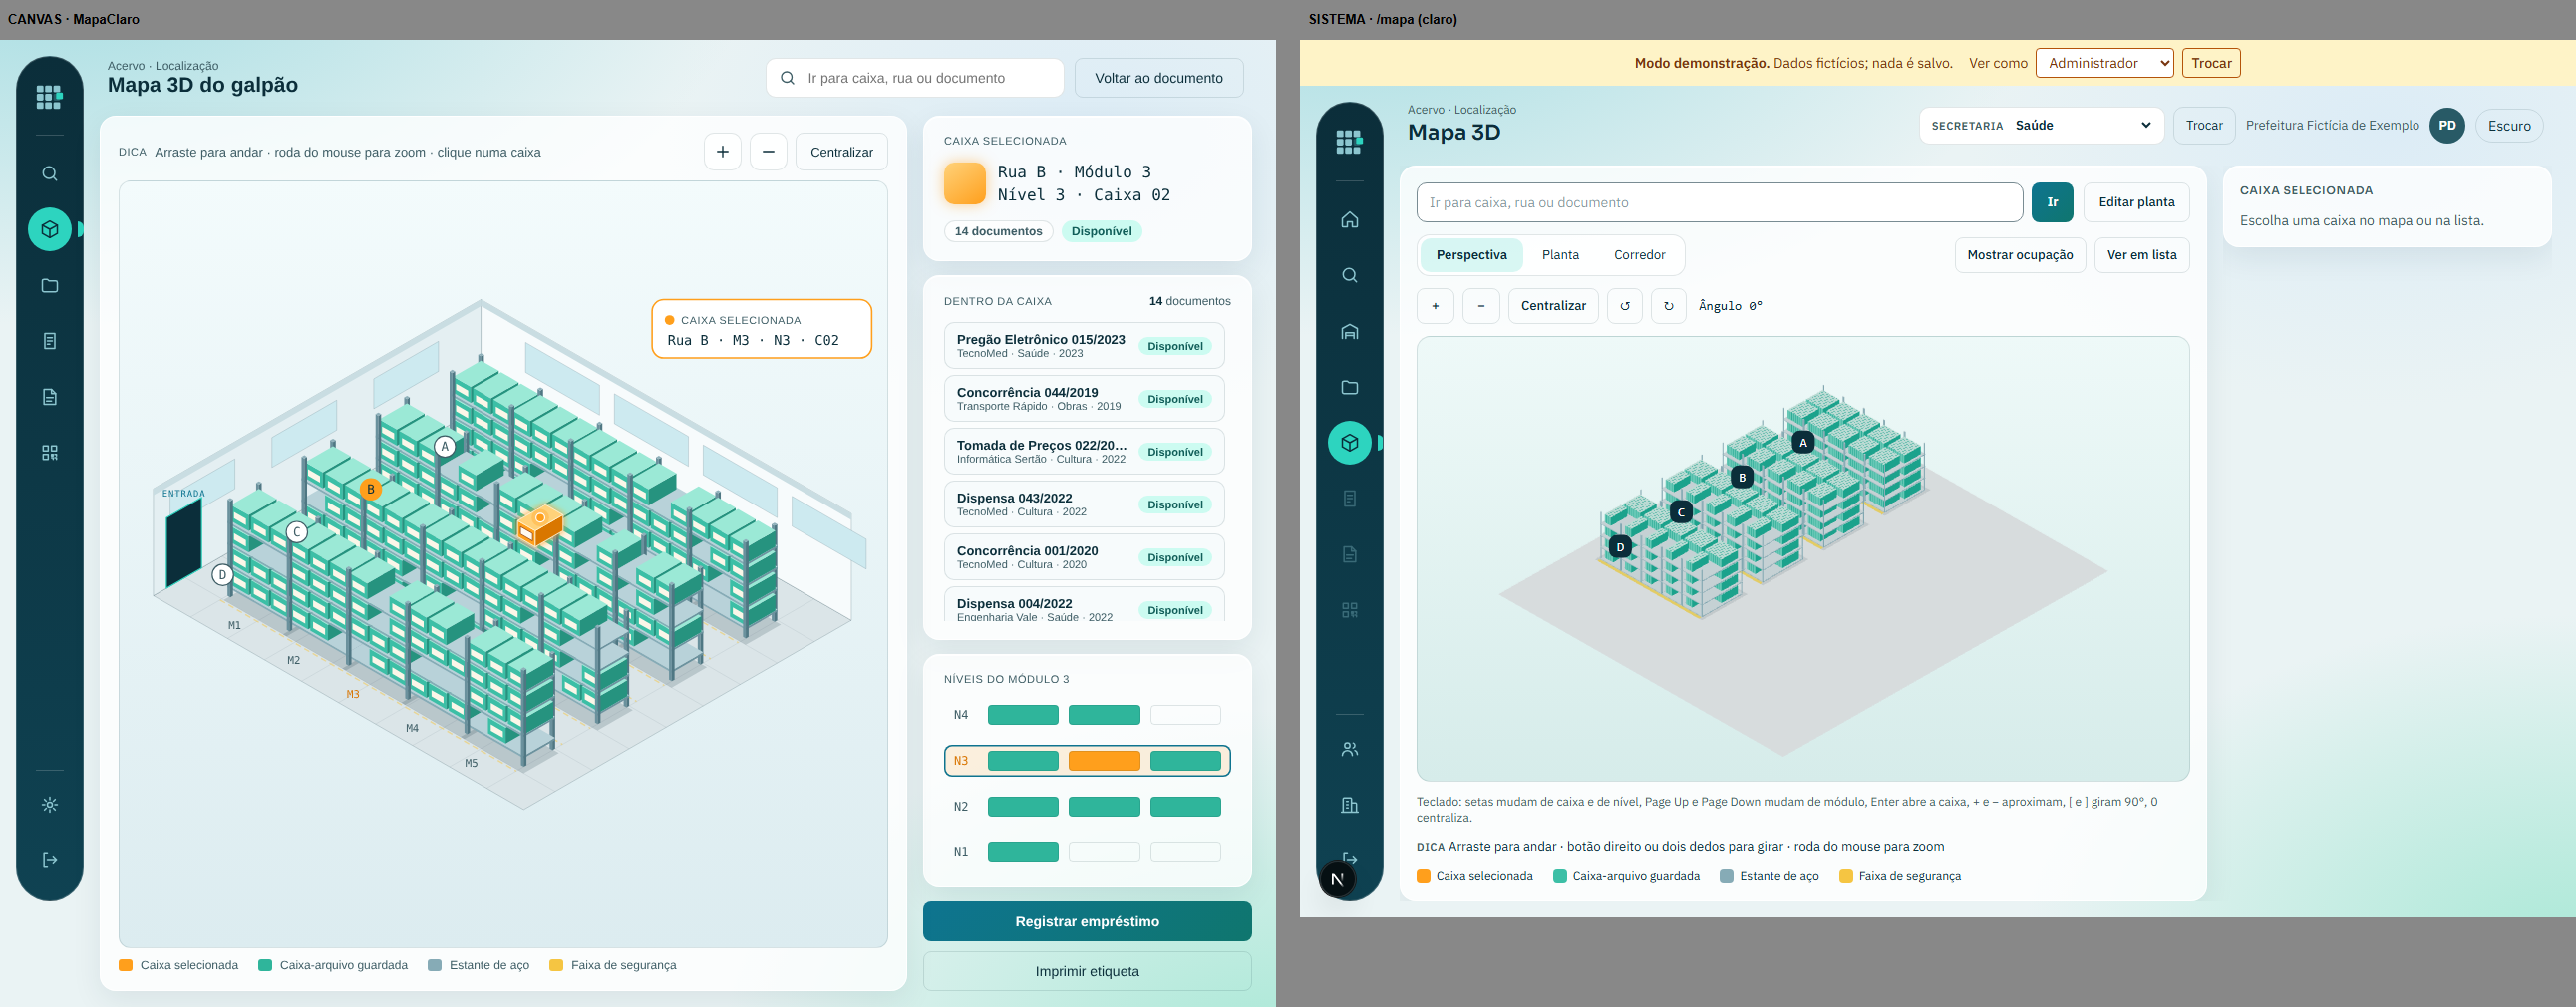 CANVAS · MapaClaro
Acervo · Localização
Mapa 3D do galpão
Ir para caixa, rua ou documento
Voltar ao documento
DICA Arraste para andar · roda do mouse para zoom · clique numa caixa
+
−
Centralizar
CAIXA SELECIONADA
Rua B · M3 · N3 · C02
ENTRADA
A
B
C
D
M1
M2
M3
M4
M5
Caixa selecionada
Caixa-arquivo guardada
Estante de aço
Faixa de segurança
CAIXA SELECIONADA
Rua B · Módulo 3
Nível 3 · Caixa 02
14 documentos
Disponível
DENTRO DA CAIXA
14 documentos
Pregão Eletrônico 015/2023
TecnoMed · Saúde · 2023
Disponível
Concorrência 044/2019
Transporte Rápido · Obras · 2019
Disponível
Tomada de Preços 022/20...
Informática Sertão · Cultura · 2022
Disponível
Dispensa 043/2022
TecnoMed · Cultura · 2022
Disponível
Concorrência 001/2020
TecnoMed · Cultura · 2020
Disponível
Dispensa 004/2022
Engenharia Vale · Saúde · 2022
Disponível
NÍVEIS DO MÓDULO 3
N4
N3
N2
N1
Registrar empréstimo
Imprimir etiqueta
SISTEMA · /mapa (claro)
Modo demonstração. Dados fictícios; nada é salvo.
Ver como
Administrador
Trocar
Acervo · Localização
Mapa 3D
SECRETARIA Saúde
Trocar
Prefeitura Fictícia de Exemplo
PD
Escuro
Ir para caixa, rua ou documento
Ir
Editar planta
Perspectiva
Planta
Corredor
Mostrar ocupação
Ver em lista
+
−
Centralizar
↺
↻
Ângulo 0°
A
B
C
D
Teclado: setas mudam de caixa e de nível, Page Up e Page Down mudam de módulo, Enter abre a caixa, + e − aproximam, [ e ] giram 90°, 0
centraliza.
DICA Arraste para andar · botão direito ou dois dedos para girar · roda do mouse para zoom
Caixa selecionada
Caixa-arquivo guardada
Estante de aço
Faixa de segurança
CAIXA SELECIONADA
Escolha uma caixa no mapa ou na lista.
N